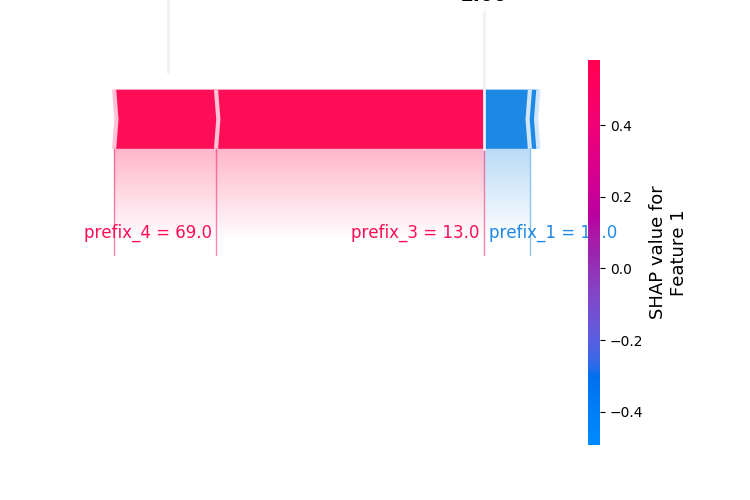 prefix_4 = 69.0
prefix_3 = 13.0
prefix_1 =
0.4
0.2
0.0
−0.2
−0.4
SHAP value for
Feature 1